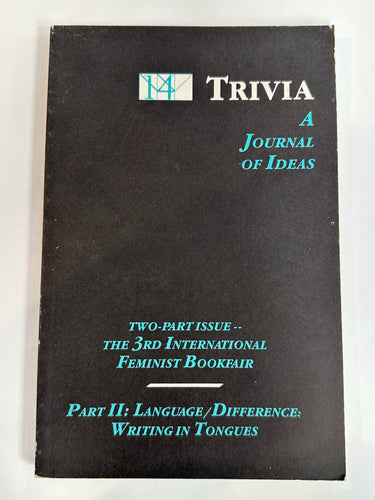 14 TRIVIA
A
JOURNAL
OF IDEAS
TWO-PART ISSUE --
THE 3RD INTERNATIONAL
FEMINIST BOOKFAIR
PART II: LANGUAGE/DIFFERENCE:
WRITING IN TONGUES